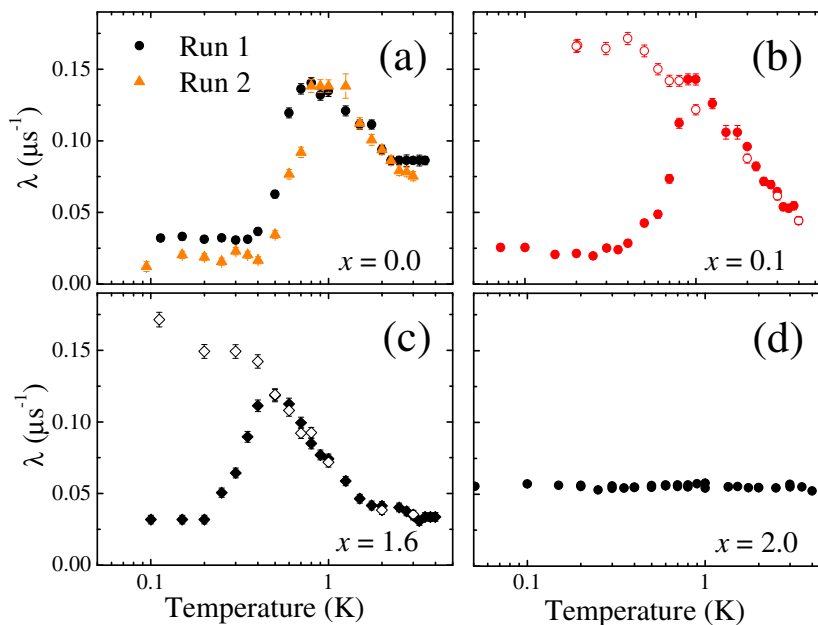 0.15
0.10
0.05
0.00
λ (μs⁻¹)
Run 1
Run 2
(a)
x = 0.0
(b)
x = 0.1
0.15
0.10
0.05
0.00
λ (μs⁻¹)
(c)
x = 1.6
0.1 1
Temperature (K)
(d)
x = 2.0
0.1 1
Temperature (K)